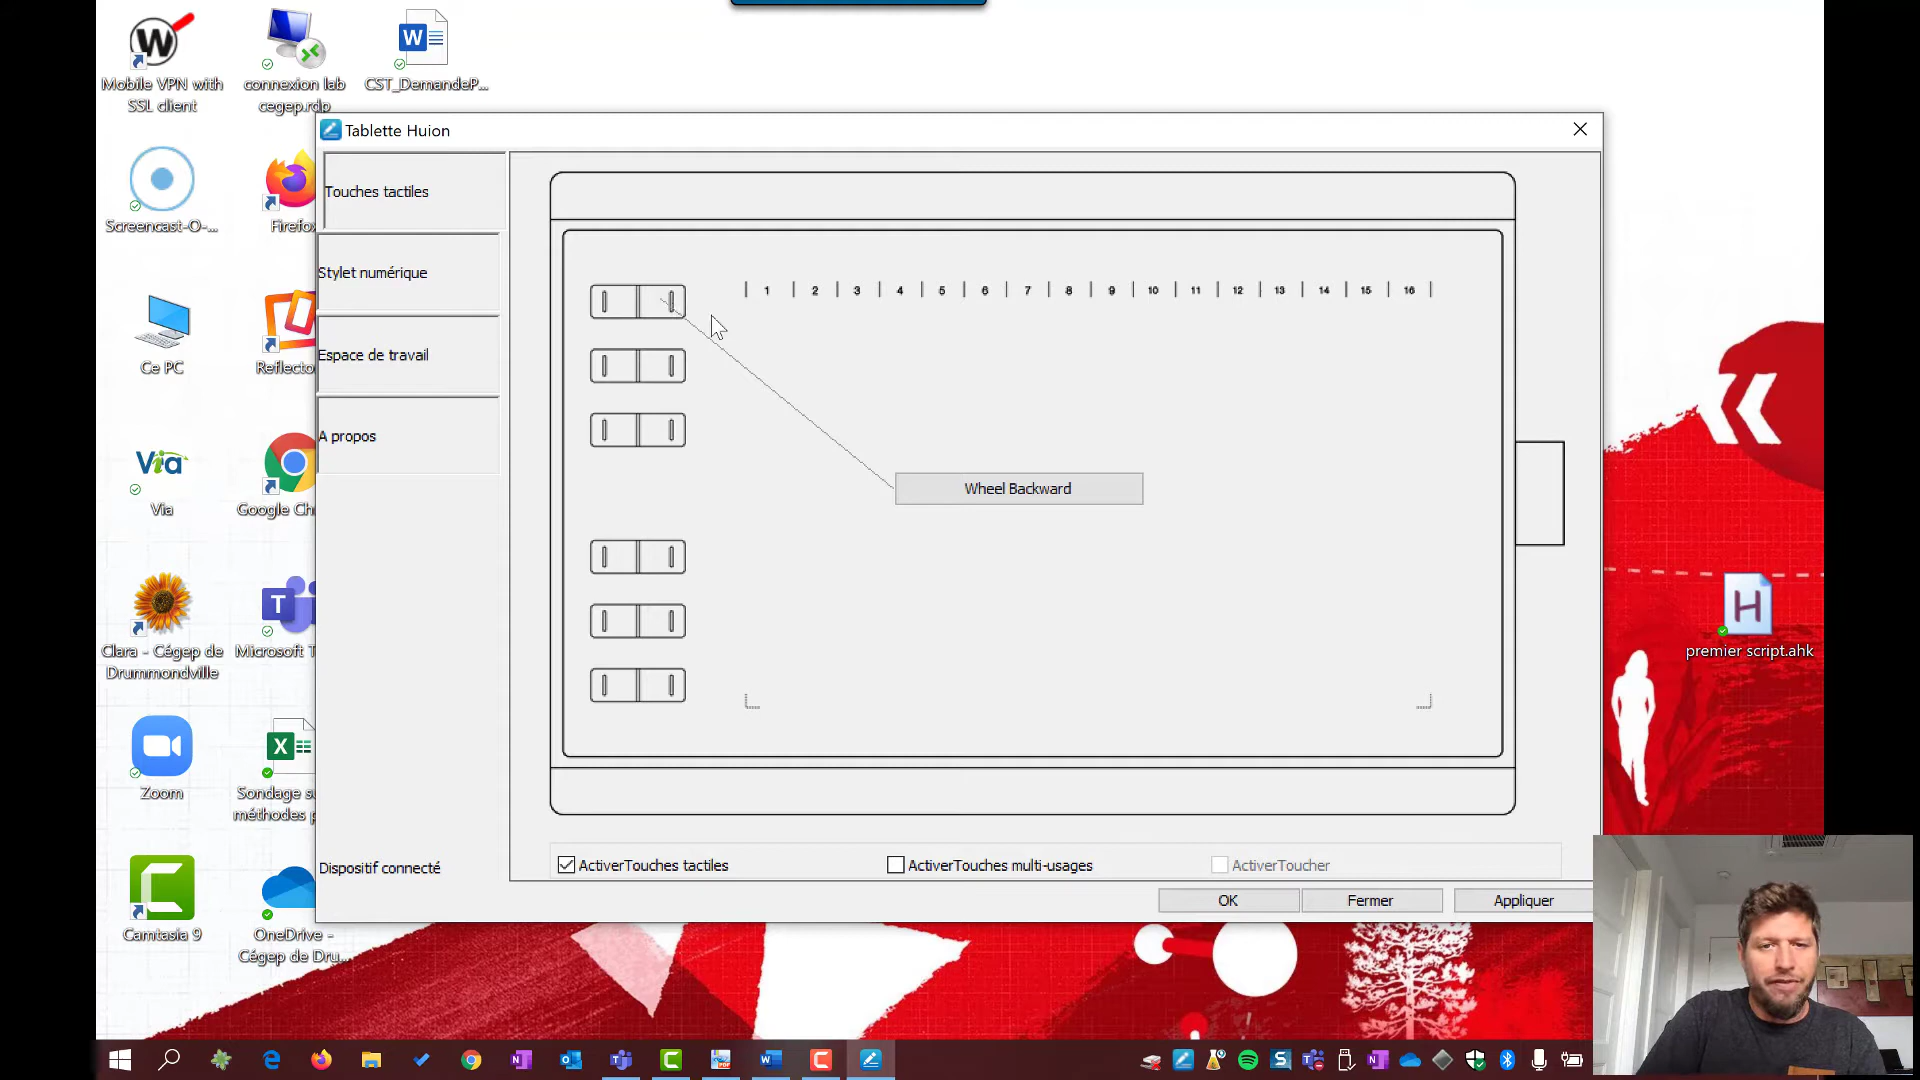 Mobile VPN with
SSL client
connexion lab
cegep.rdp
W
CST_DemandeP...
Tablette Huion
Screencast-O-...
Firefox
Touches tactiles
Stylet numérique
Espace de travail
A propos
1 2 3 4 5 6 7 8 9 10 11 12 13 14 15 16
Ce PC
Reflecto
Wheel Backward
Via
Via
Google Ch
Clara - Cégep de
Drummondville
T
Microsoft T
H
premier script.ahk
Zoom
X
Sondage s
méthodes p
Dispositif connecté
ActiverTouches tactiles
ActiverTouches multi-usages
ActiverToucher
OK
Fermer
Appliquer
C
Camtasia 9
OneDrive -
Cégep de Dru...